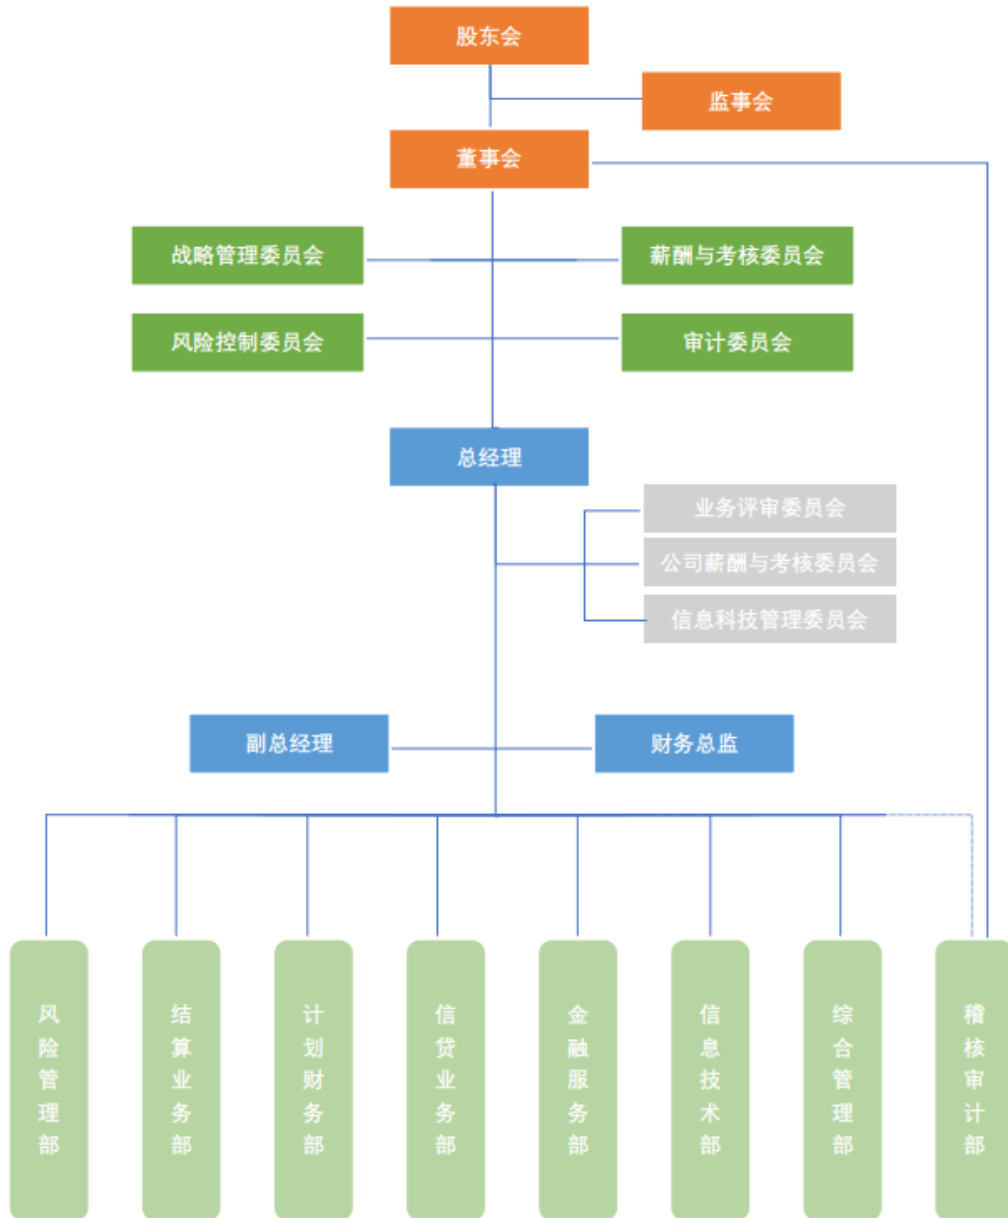 股东会
监事会
董事会
战略管理委员会
薪酬与考核委员会
风险控制委员会
审计委员会
总经理
业务评审委员会
公司薪酬与考核委员会
信息科技管理委员会
副总经理
财务总监
风险管理部
结算业务部
计划财务部
信贷业务部
金融服务部
信息技术部
综合管理部
稽核审计部